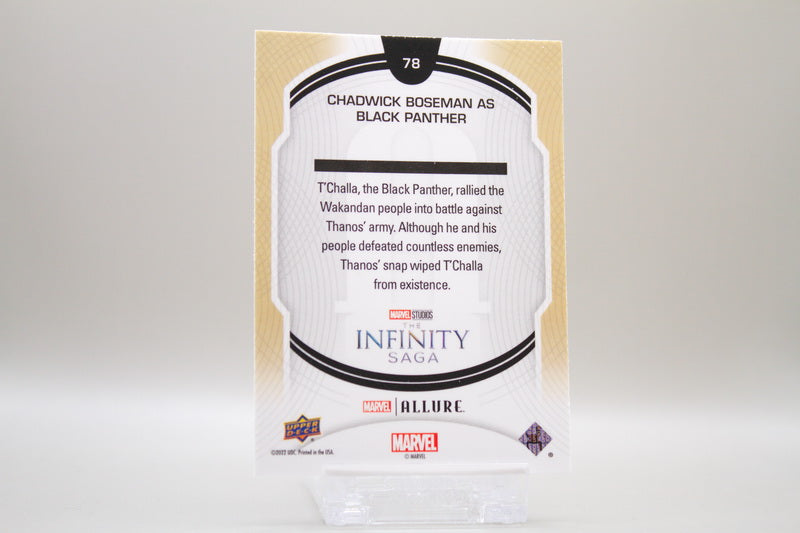 78
CHADWICK BOSEMAN AS
BLACK PANTHER
T'Challa, the Black Panther, rallied the
Wakandan people into battle against
Thanos' army. Although he and his
people defeated countless enemies,
Thanos' snap wiped T'Challa
from existence.
MARVEL STUDIOS
THE
INFINITY
SAGA
MARVEL | ALLURE™
UPPER DECK
®
MARVEL
©2022 UDC. Printed in the USA.
© MARVEL
®